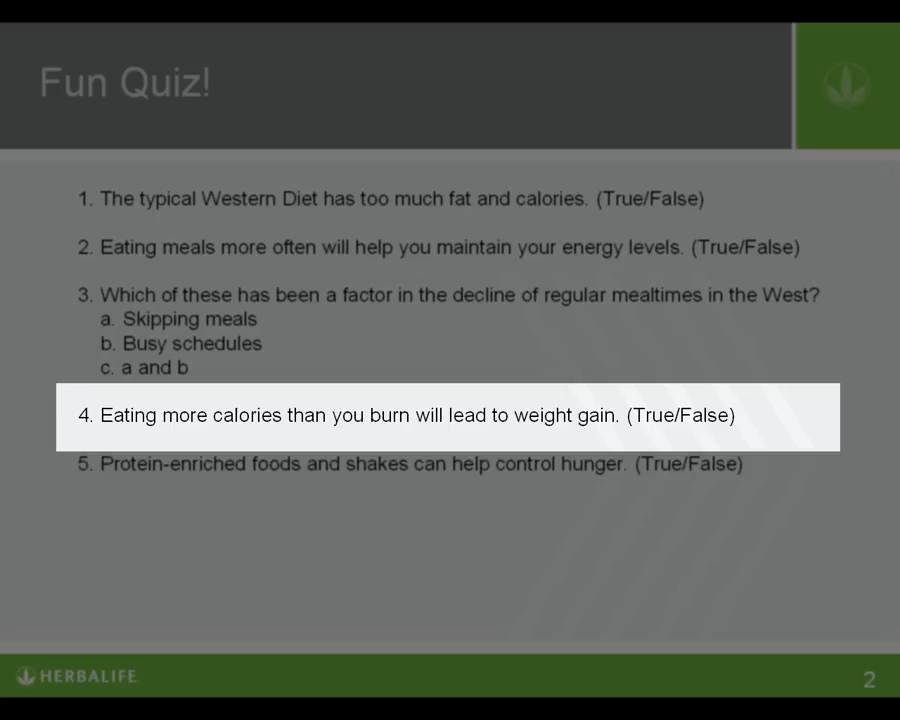 Fun Quiz!
1. The typical Western Diet has too much fat and calories. (True/False)
2. Eating meals more often will help you maintain your energy levels. (True/False)
3. Which of these has been a factor in the decline of regular mealtimes in the West?
a. Skipping meals
b. Busy schedules
c. a and b
4. Eating more calories than you burn will lead to weight gain. (True/False)
5. Protein-enriched foods and shakes can help control hunger. (True/False)
HERBALIFE
2